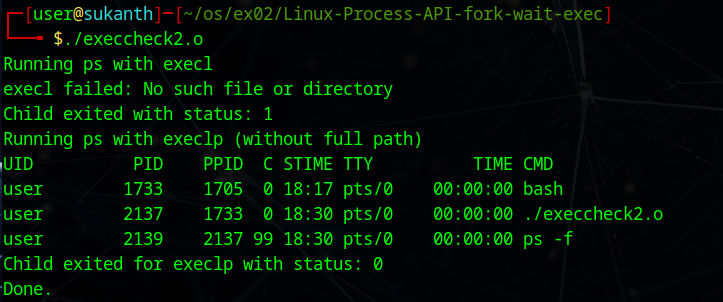 ┌─[user@sukanth]─[~/os/ex02/Linux-Process-API-fork-wait-exec]
└──╼ $./execcheck2.o
Running ps with execl
execl failed: No such file or directory
Child exited with status: 1
Running ps with execlp (without full path)
UID          PID    PPID  C STIME TTY          TIME CMD
user        1733    1705  0 18:17 pts/0    00:00:00 bash
user        2137    1733  0 18:30 pts/0    00:00:00 ./execcheck2.o
user        2139    2137 99 18:30 pts/0    00:00:00 ps -f
Child exited for execlp with status: 0
Done.